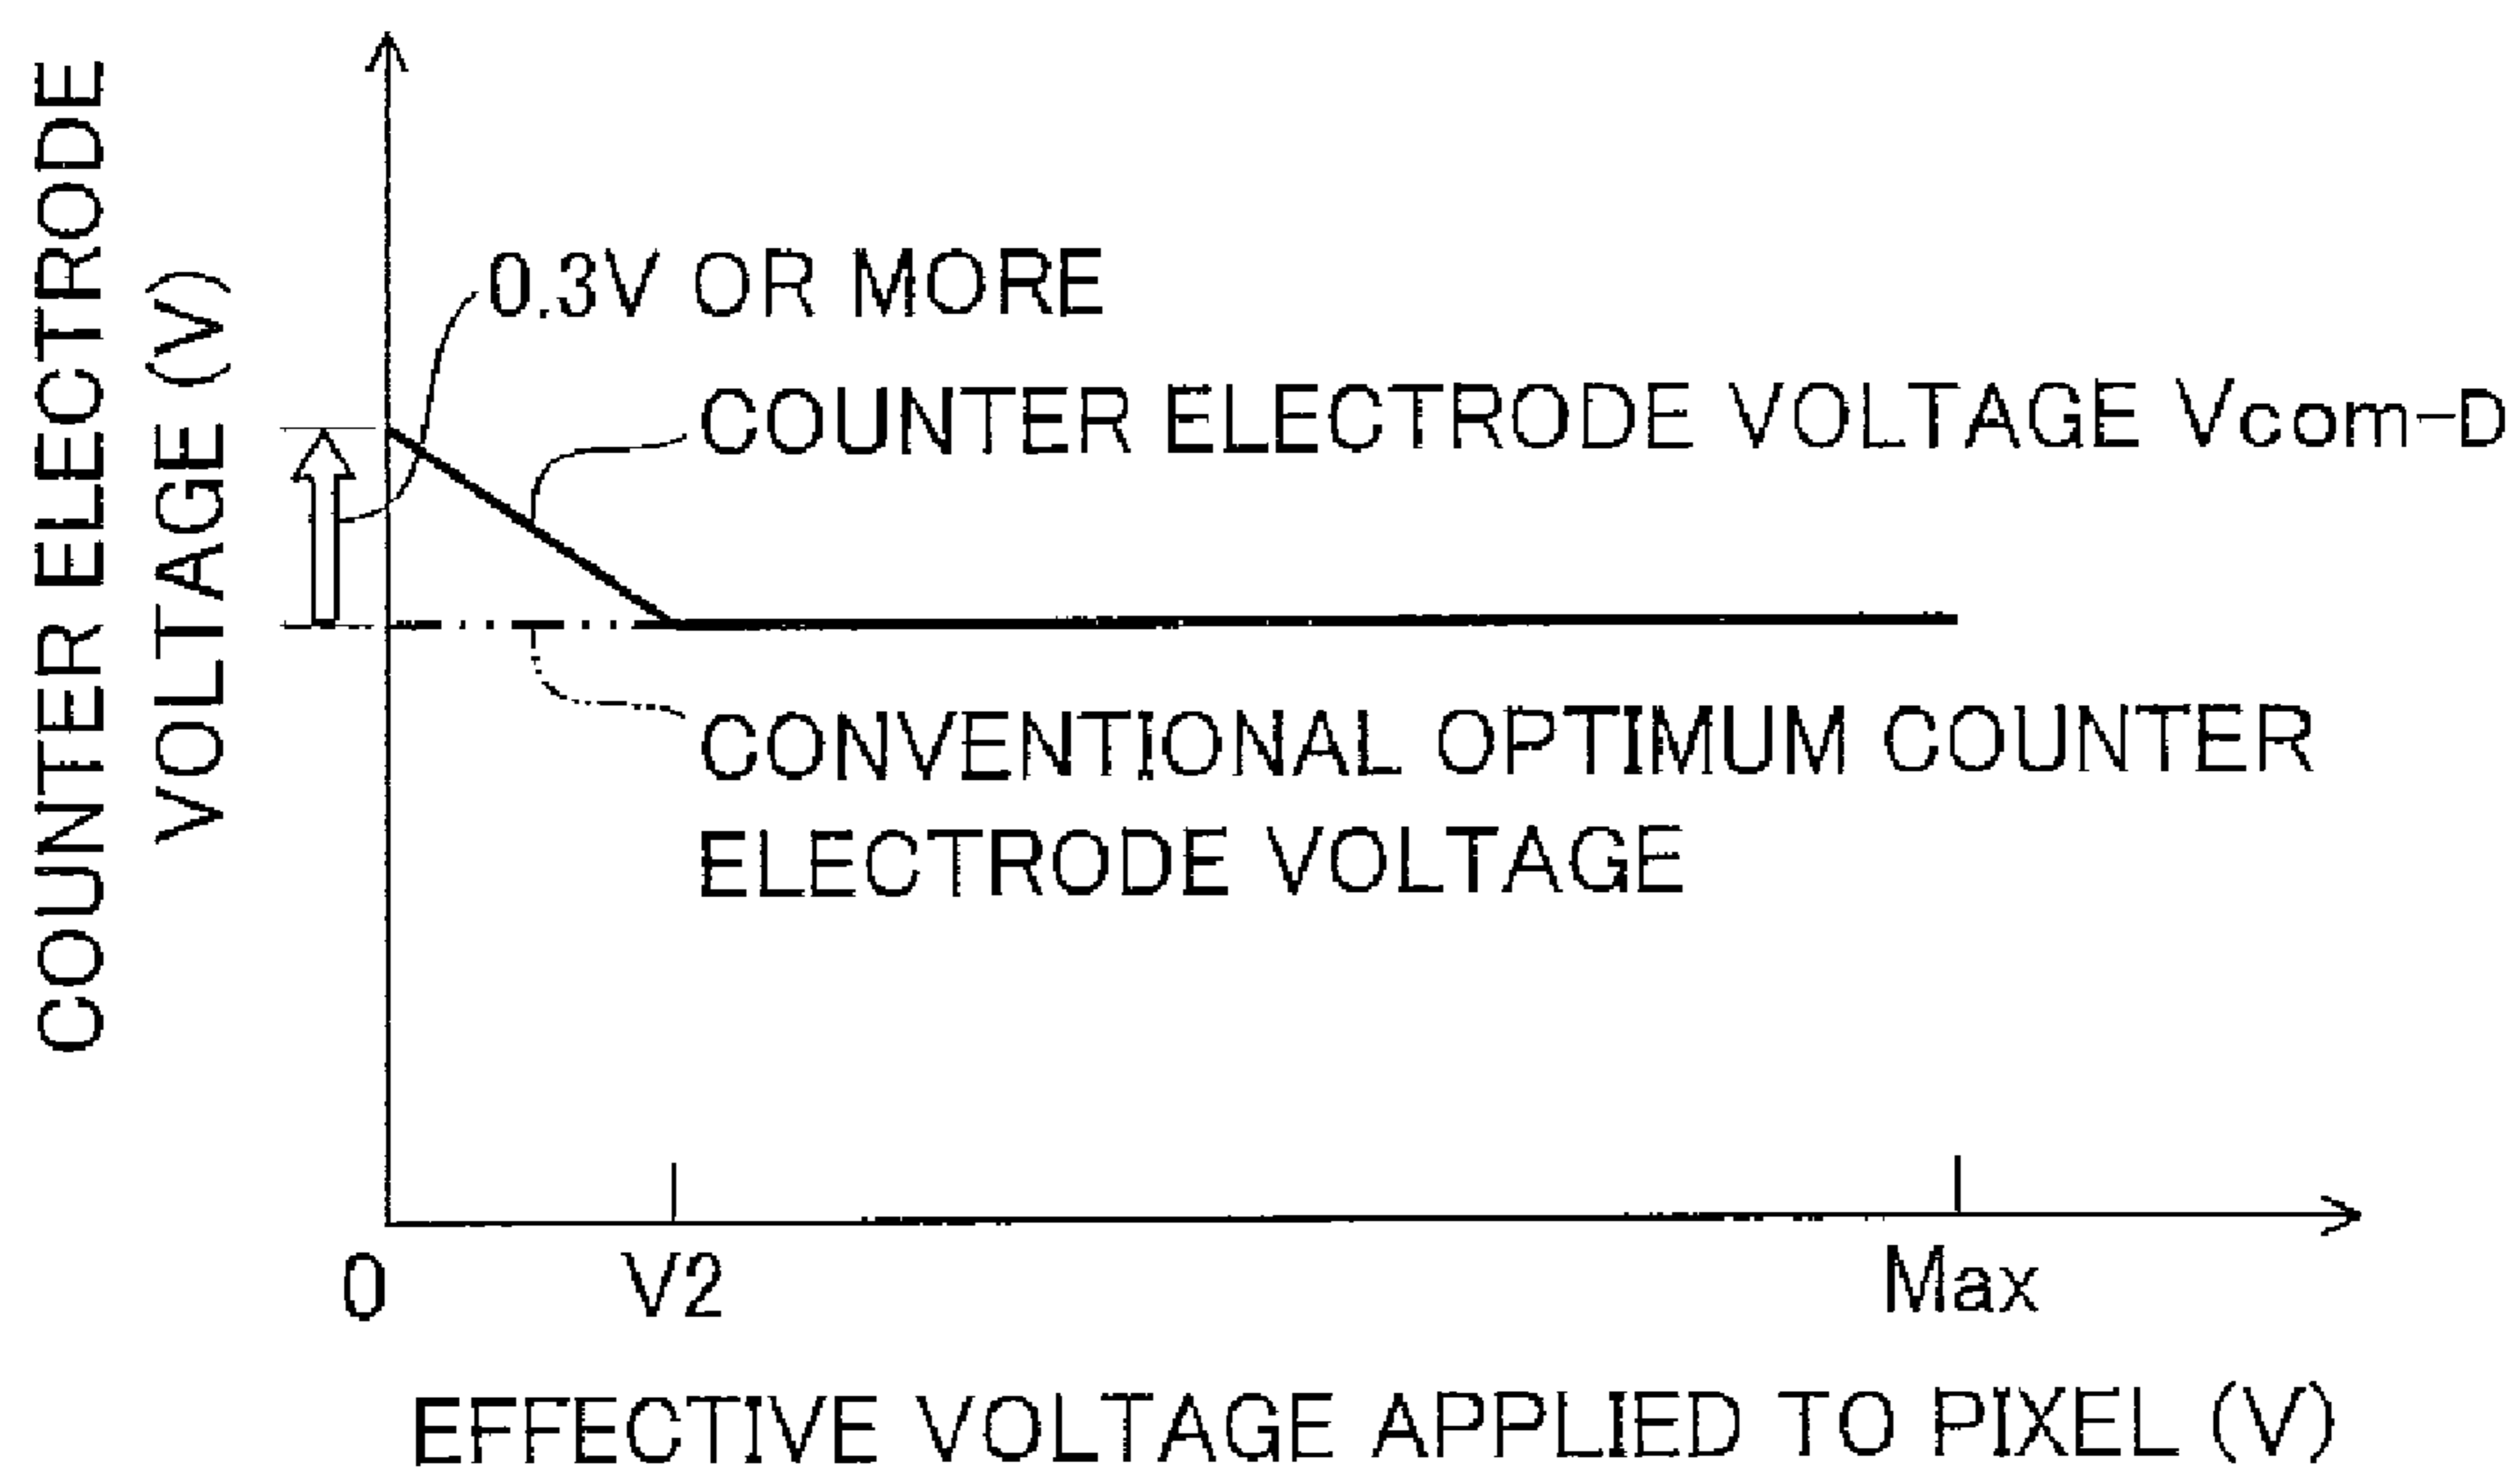 COUNTER ELECTRODE
VOLTAGE (V)
0.3V OR MORE
COUNTER ELECTRODE VOLTAGE Vcom-D
CONVENTIONAL OPTIMUM COUNTER
ELECTRODE VOLTAGE
0
V2
Max
EFFECTIVE VOLTAGE APPLIED TO PIXEL (V)